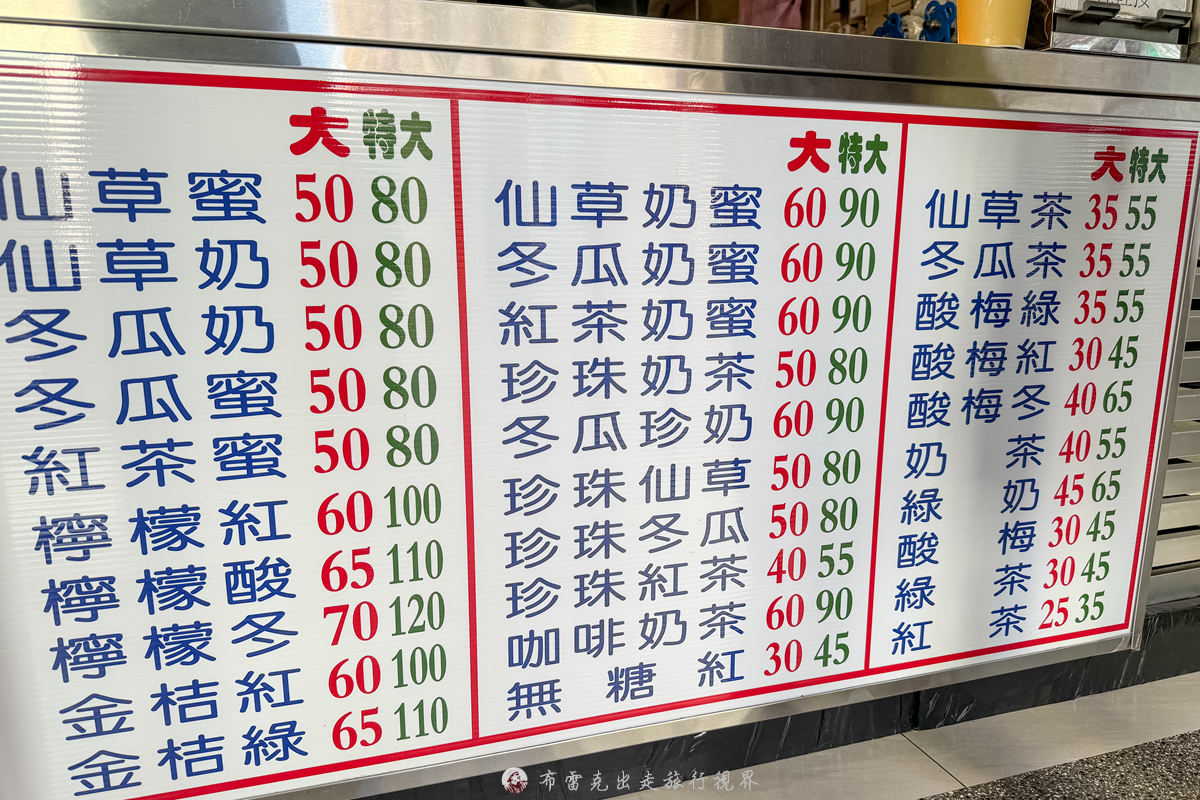 大 特大
仙草蜜 50 80
仙草奶 50 80
冬瓜奶 50 80
冬瓜蜜 50 80
紅茶蜜 50 80
檸檬紅 60 100
檸檬酸 65 110
檸檬冬 70 120
金桔紅 60 100
金桔綠 65 110
大 特大
仙草奶蜜 60 90
冬瓜奶蜜 60 90
紅茶奶蜜 60 90
珍珠奶茶 50 80
冬瓜珍奶 60 90
珍珠仙草 50 80
珍珠冬瓜 50 80
珍珠紅茶 40 55
咖啡奶茶 60 90
無糖紅 30 45
大 特大
仙草茶 35 55
冬瓜茶 35 55
酸梅綠 35 55
酸梅紅 30 45
酸梅冬 40 65
奶茶 40 55
綠奶 45 65
酸梅 30 45
綠茶 30 45
紅茶 25 35
布雷克出走旅行視界